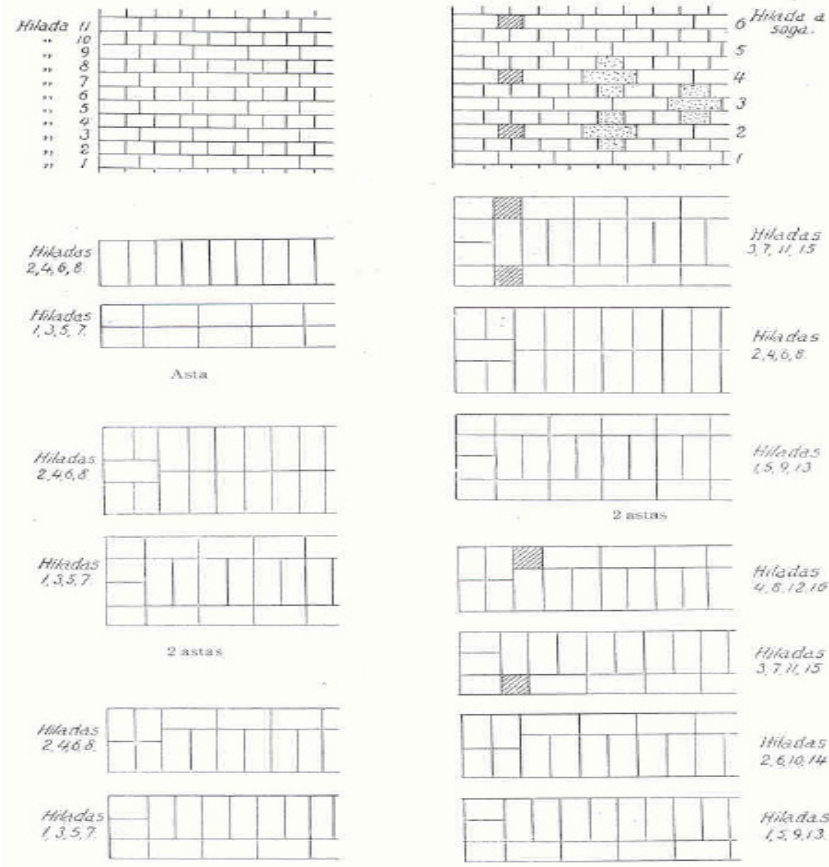 Hilada 11
" 10
" 9
" 8
" 7
" 6
" 5
" 4
" 3
" 2
" 1
Hiladas
2,4,6,8.
Hiladas
1,3,5,7.
Asta
Hiladas
2,4,6,8
Hiladas
1,3,5,7.
2 astas
Hiladas
2,4,6,8.
Hiladas
1,3,5,7.
6 Hilada a
soga.
5
4
3
2
1
Hiladas
3,7,11,15
Hiladas
2,4,6,8.
Hiladas
1,5,9,13.
2 astas
Hiladas
4,8,12,16
Hiladas
3,7,11,15
Hiladas
2,6,10,14
Hiladas
1,5,9,13.